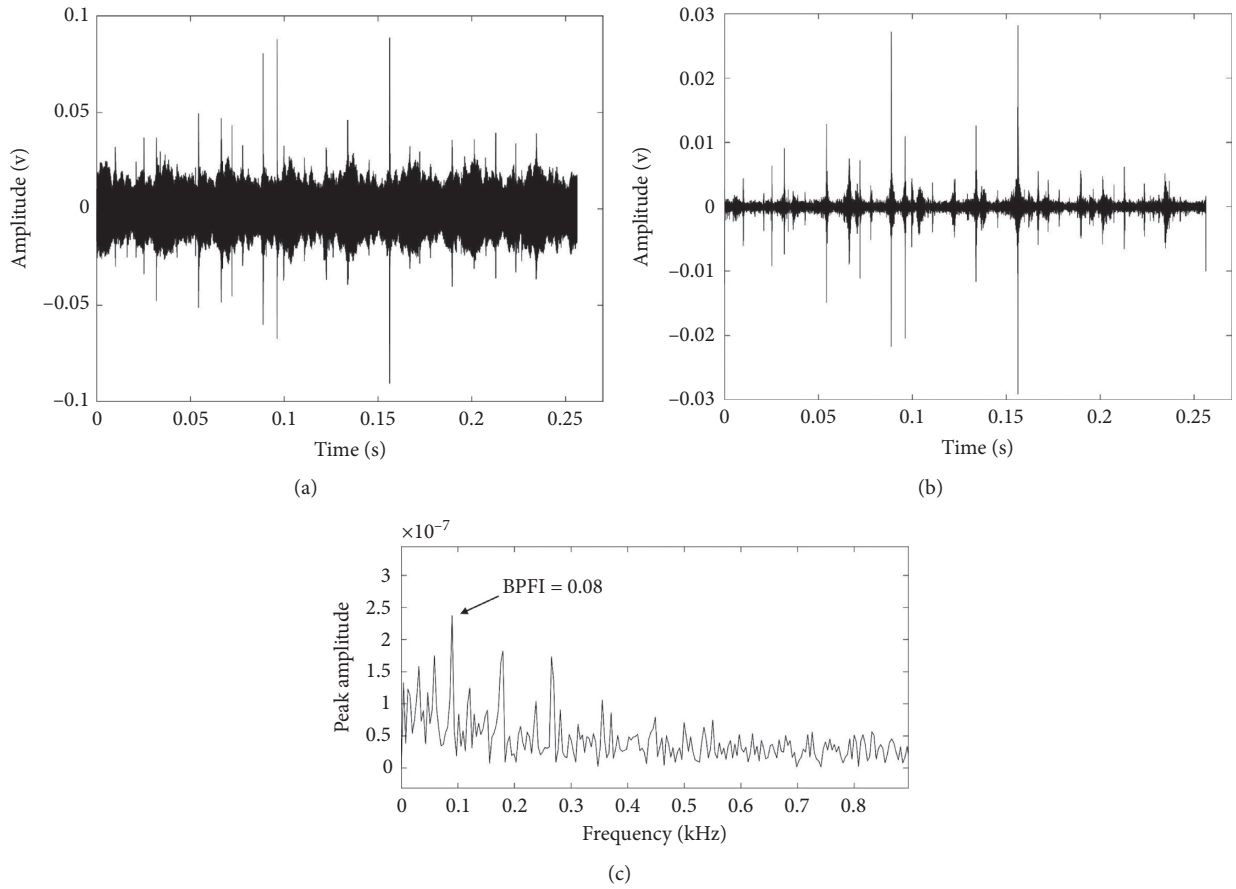 0.1
0.05
0
−0.05
−0.1
Amplitude (v)
0 0.05 0.1 0.15 0.2 0.25
Time (s)
(a)
0.03
0.02
0.01
0
−0.01
−0.02
−0.03
Amplitude (v)
0 0.05 0.1 0.15 0.2 0.25
Time (s)
(b)
×10−7
3
2.5
2
1.5
1
0.5
0
Peak amplitude
BPFI = 0.08
0 0.1 0.2 0.3 0.4 0.5 0.6 0.7 0.8
Frequency (kHz)
(c)